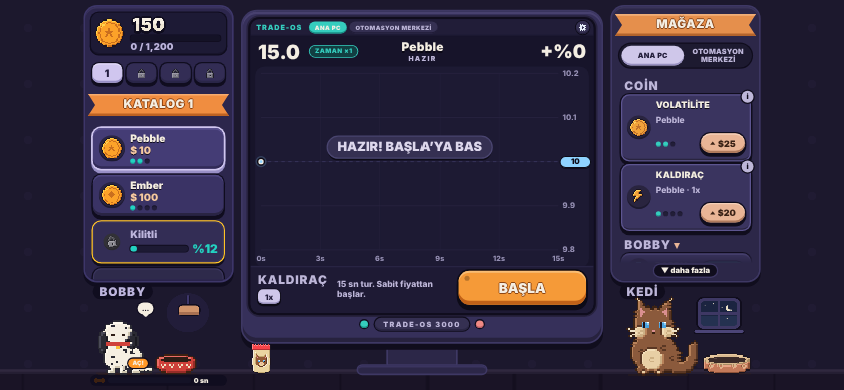 150
0 / 1,200
1
KATALOG 1
Pebble
$ 10
Ember
$ 100
Kilitli
%12
BOBBY
AÇI
0 sn
TRADE-OS
ANA PC
OTOMASYON MERKEZİ
15.0
ZAMAN ×1
Pebble
HAZIR
+%0
10.2
10.1
HAZIR! BAŞLA'YA BAS
10
9.9
9.8
0s 3s 6s 9s 12s 15s
KALDIRAÇ
1x
15 sn tur. Sabit fiyattan
başlar.
BAŞLA
TRADE-OS 3000
MAĞAZA
ANA PC
OTOMASYON
MERKEZİ
COİN
VOLATİLİTE
i
Pebble
$25
KALDIRAÇ
i
Pebble · 1x
$20
BOBBY ▼
▼ daha fazla
KEDİ